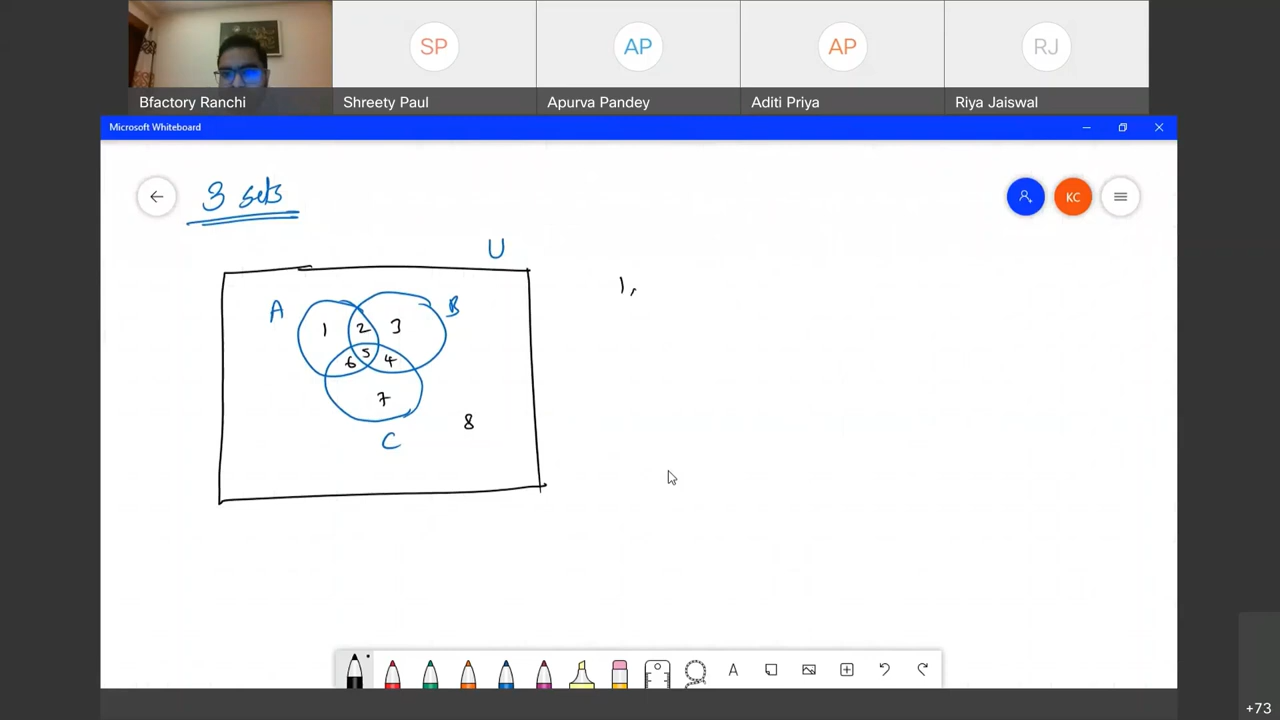 SP
AP
AP
RJ
Bfactory Ranchi
Shreety Paul
Apurva Pandey
Aditi Priya
Riya Jaiswal
Microsoft Whiteboard
3 sets
KC
U
A
B
1 2 3
6 5 4
7
8
C
1,
A
+73